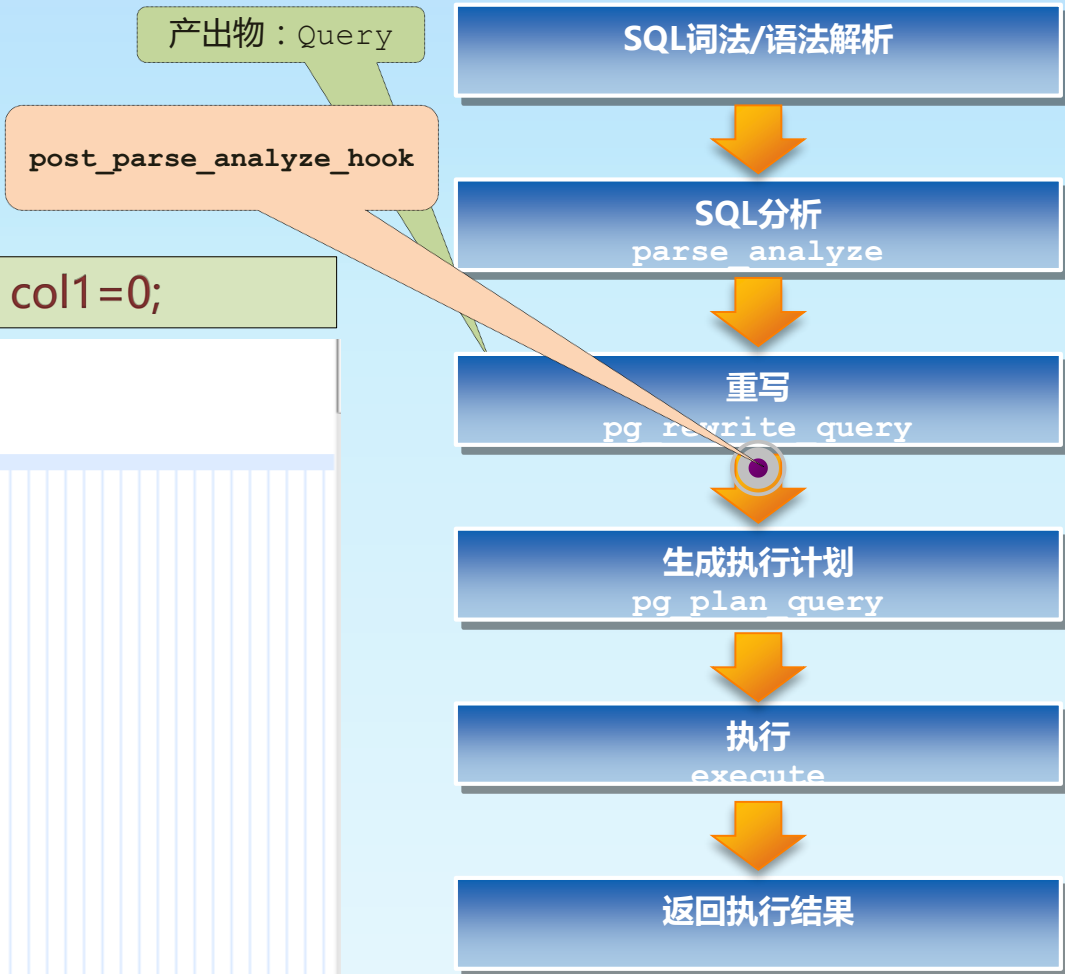 产出物：Query
post_parse_analyze_hook
col1=0;
SQL词法/语法解析
SQL分析
parse_analyze
重写
pg_rewrite_query
生成执行计划
pg_plan_query
执行
execute
返回执行结果